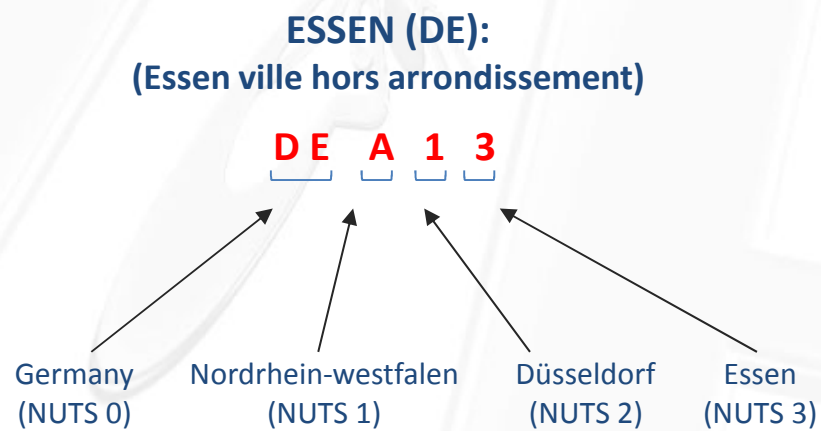 ESSEN (DE):
(Essen ville hors arrondissement)
D E A 1 3
Germany Nordrhein-westfalen Düsseldorf Essen
(NUTS 0) (NUTS 1) (NUTS 2) (NUTS 3)